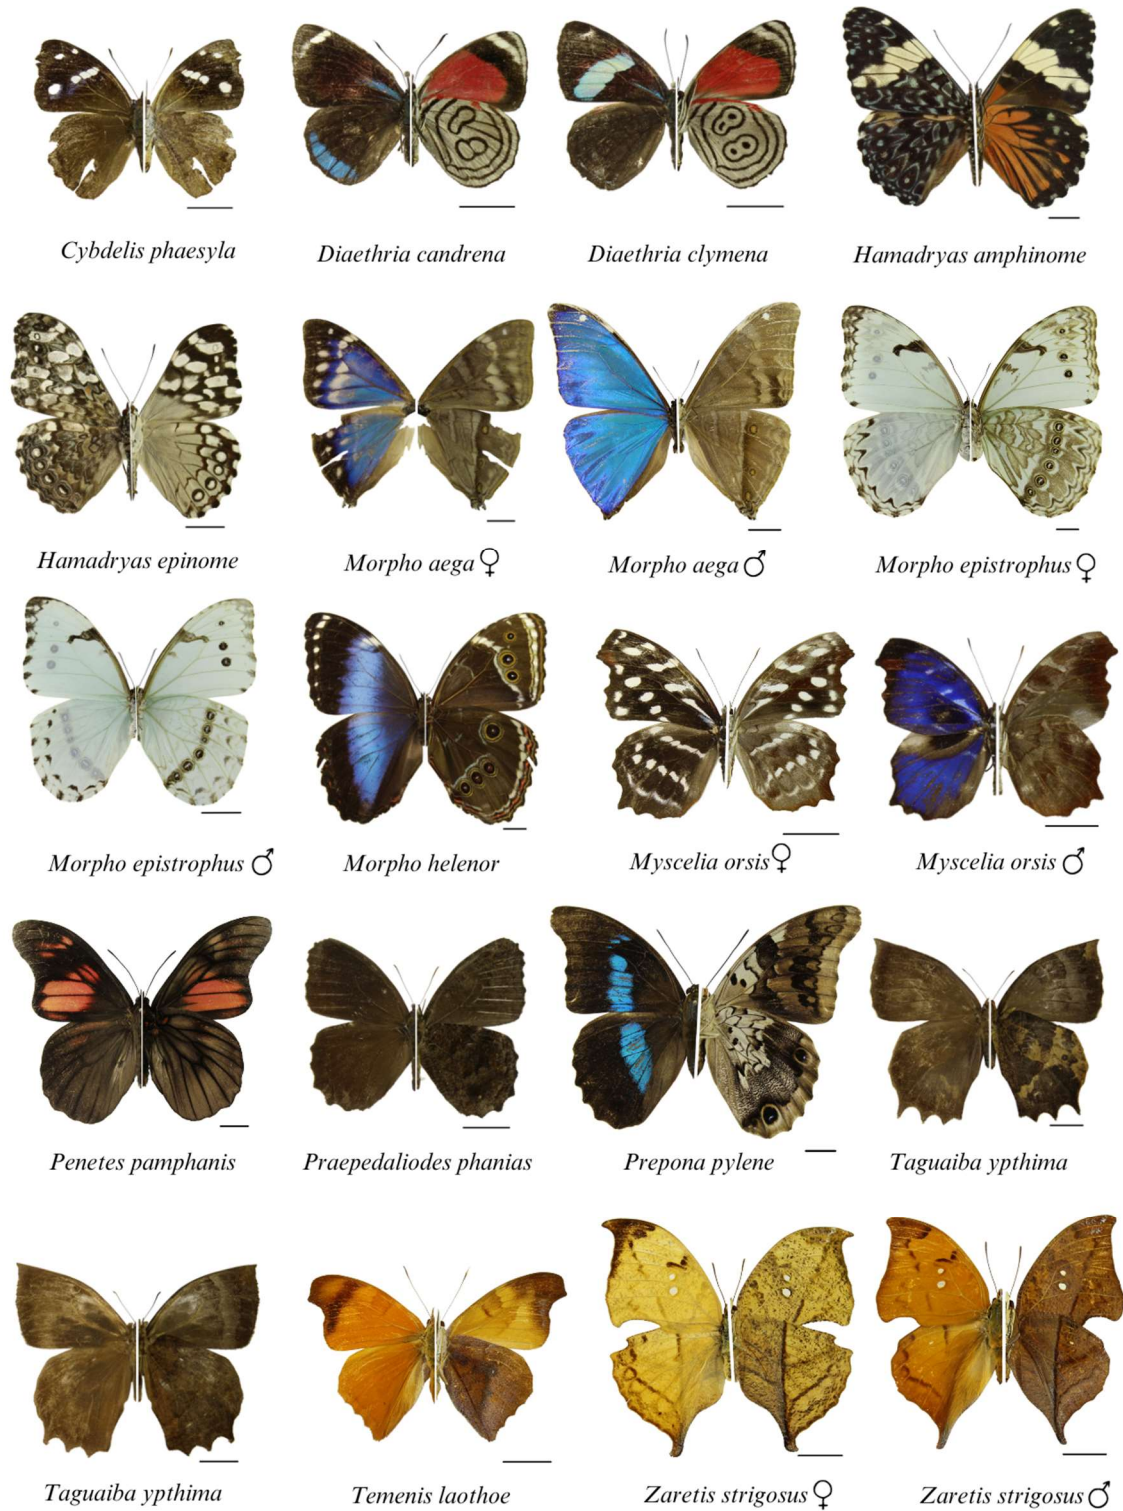 Cybdelis phaesyla
Diaethria candrena
Diaethria clymena
Hamadryas amphinome
Hamadryas epinome
Morpho aega ♀
Morpho aega ♂
Morpho epistrophus ♀
Morpho epistrophus ♂
Morpho helenor
Myscelia orsis ♀
Myscelia orsis ♂
Penetes pamphanis
Praepedaliodes phanias
Prepona pylene
Taguaiba ypthima
Taguaiba ypthima
Temenis laothoe
Zaretis strigosus ♀
Zaretis strigosus ♂